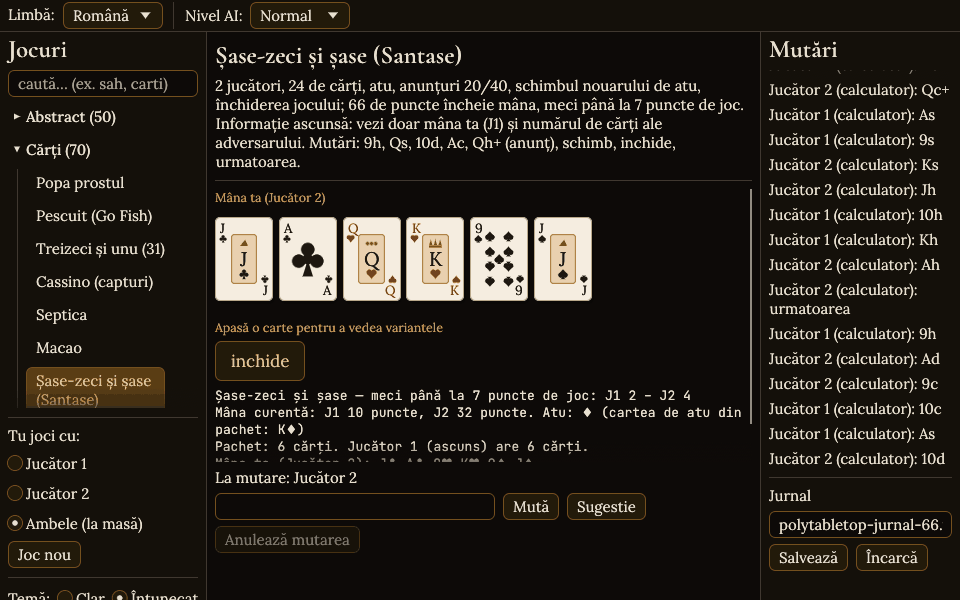 Limbă: Română Nivel AI: Normal
Jocuri
caută... (ex. sah, carti)
Abstract (50)
Cărți (70)
Popa prostul
Pescuit (Go Fish)
Treizeci și unu (31)
Cassino (capturi)
Septica
Macao
Șase-zeci și șase
(Santase)
Tu joci cu:
Jucător 1
Jucător 2
Ambele (la masă)
Joc nou
Temă: Clar Întunecat
Șase-zeci și șase (Santase)
2 jucători, 24 de cărți, atu, anunțuri 20/40, schimbul nouarului de atu,
închiderea jocului; 66 de puncte încheie mâna, meci până la 7 puncte de joc.
Informație ascunsă: vezi doar mâna ta (J1) și numărul de cărți ale
adversarului. Mutări: 9h, Qs, 10d, Ac, Qh+ (anunț), schimb, inchide,
urmatoarea.
Mâna ta (Jucător 2)
J♣ J J♣
A♣ A♣
Q♥ Q Q♥
K♥ K K♥
9♠ 9♠
J♠ J J♠
Apasă o carte pentru a vedea variantele
inchide
Șase-zeci și șase — meci până la 7 puncte de joc: J1 2 – J2 4
Mâna curentă: J1 10 puncte, J2 32 puncte. Atu: ♦ (cartea de atu din
pachet: K♦)
Pachet: 6 cărți. Jucător 1 (ascuns) are 6 cărți.
La mutare: Jucător 2
Mută Sugestie
Anulează mutarea
Mutări
Jucător 2 (calculator): Qc+
Jucător 1 (calculator): As
Jucător 1 (calculator): 9s
Jucător 2 (calculator): Ks
Jucător 2 (calculator): Jh
Jucător 1 (calculator): 10h
Jucător 1 (calculator): Kh
Jucător 2 (calculator): Ah
Jucător 2 (calculator):
urmatoarea
Jucător 1 (calculator): 9h
Jucător 2 (calculator): Ad
Jucător 2 (calculator): 9c
Jucător 1 (calculator): 10c
Jucător 1 (calculator): As
Jucător 2 (calculator): 10d
Jurnal
polytabletop-jurnal-66.
Salvează Încarcă